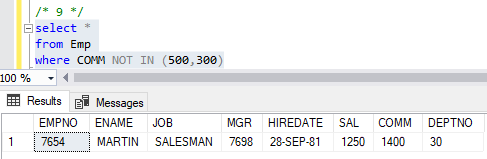 /* 9 */
select *
from Emp
where COMM NOT IN (500,300)
100 %
Results Messages
EMPNO ENAME JOB MGR HIREDATE SAL COMM DEPTNO
1 7654 MARTIN SALESMAN 7698 28-SEP-81 1250 1400 30